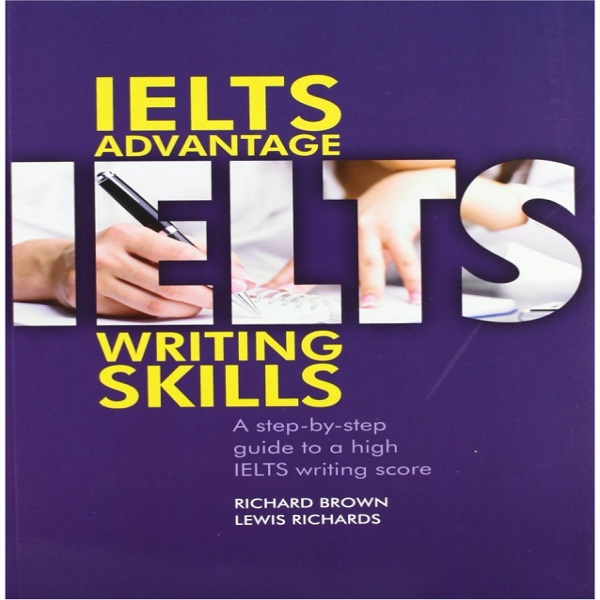 IELTS
ADVANTAGE
IELTS
WRITING
SKILLS
A step-by-step
guide to a high
IELTS writing score
RICHARD BROWN
LEWIS RICHARDS